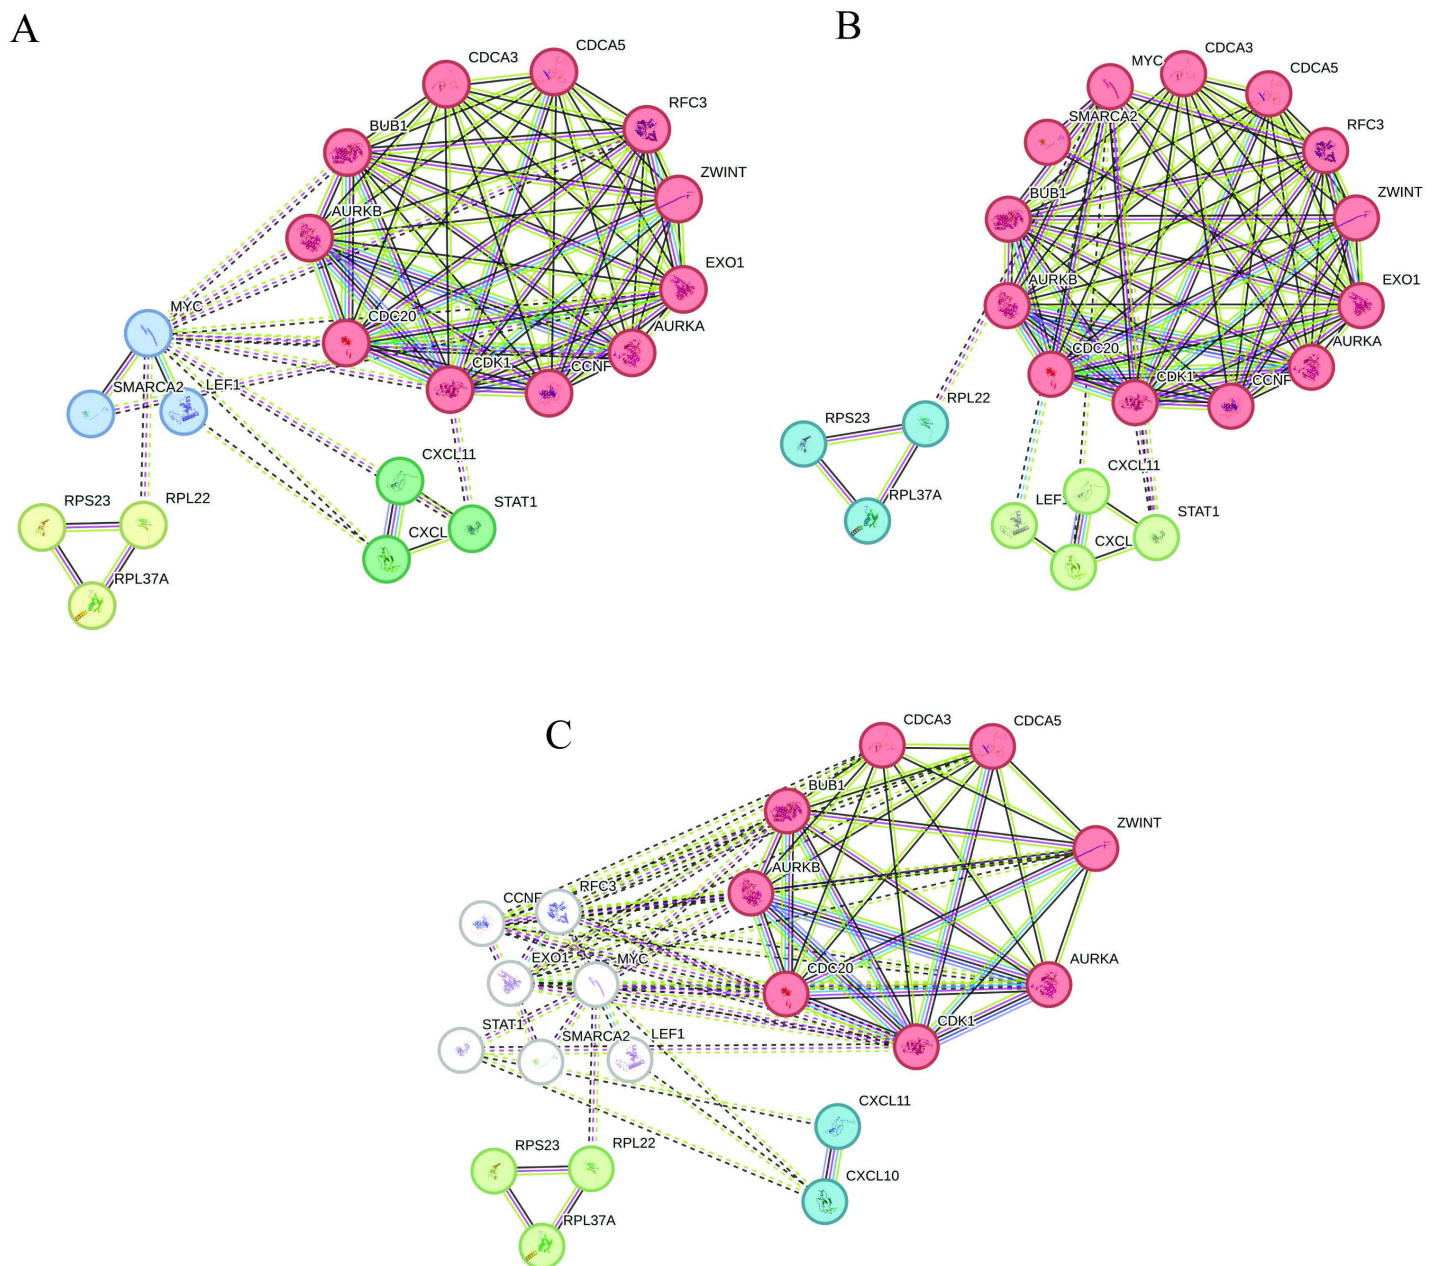 A
CDCA3
CDCA5
RFC3
BUB1
ZWINT
AURKB
EXO1
MYC
CDC20
AURKA
SMARCA2
LEF1
CDK1
CCNF
CXCL11
RPS23
RPL22
STAT1
CXCL
RPL37A
B
MYC
CDCA3
CDCA5
SMARCA2
RFC3
BUB1
ZWINT
AURKB
EXO1
CDC20
AURKA
CDK1
CCNF
RPS23
RPL22
CXCL11
RPL37A
LEF
STAT1
CXCL
C
CDCA3
CDCA5
BUB1
ZWINT
AURKB
CCNF
RFC3
EXO1
MYC
CDC20
AURKA
STAT1
SMARCA2
LEF1
CDK1
CXCL11
RPS23
RPL22
CXCL10
RPL37A